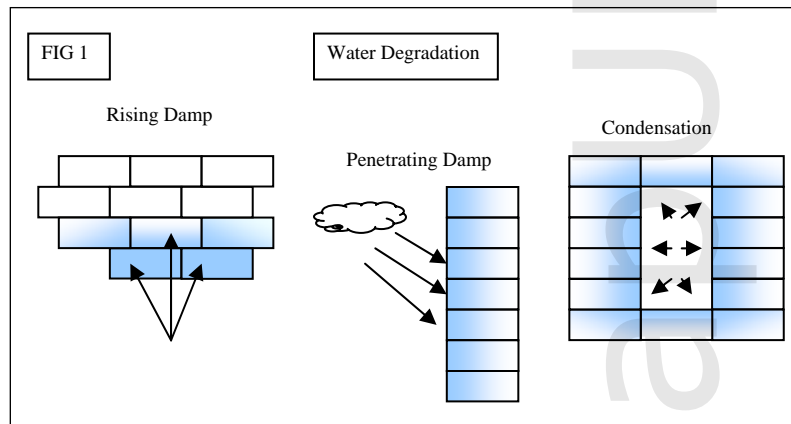 FIG 1
Water Degradation
Rising Damp
Penetrating Damp
Condensation